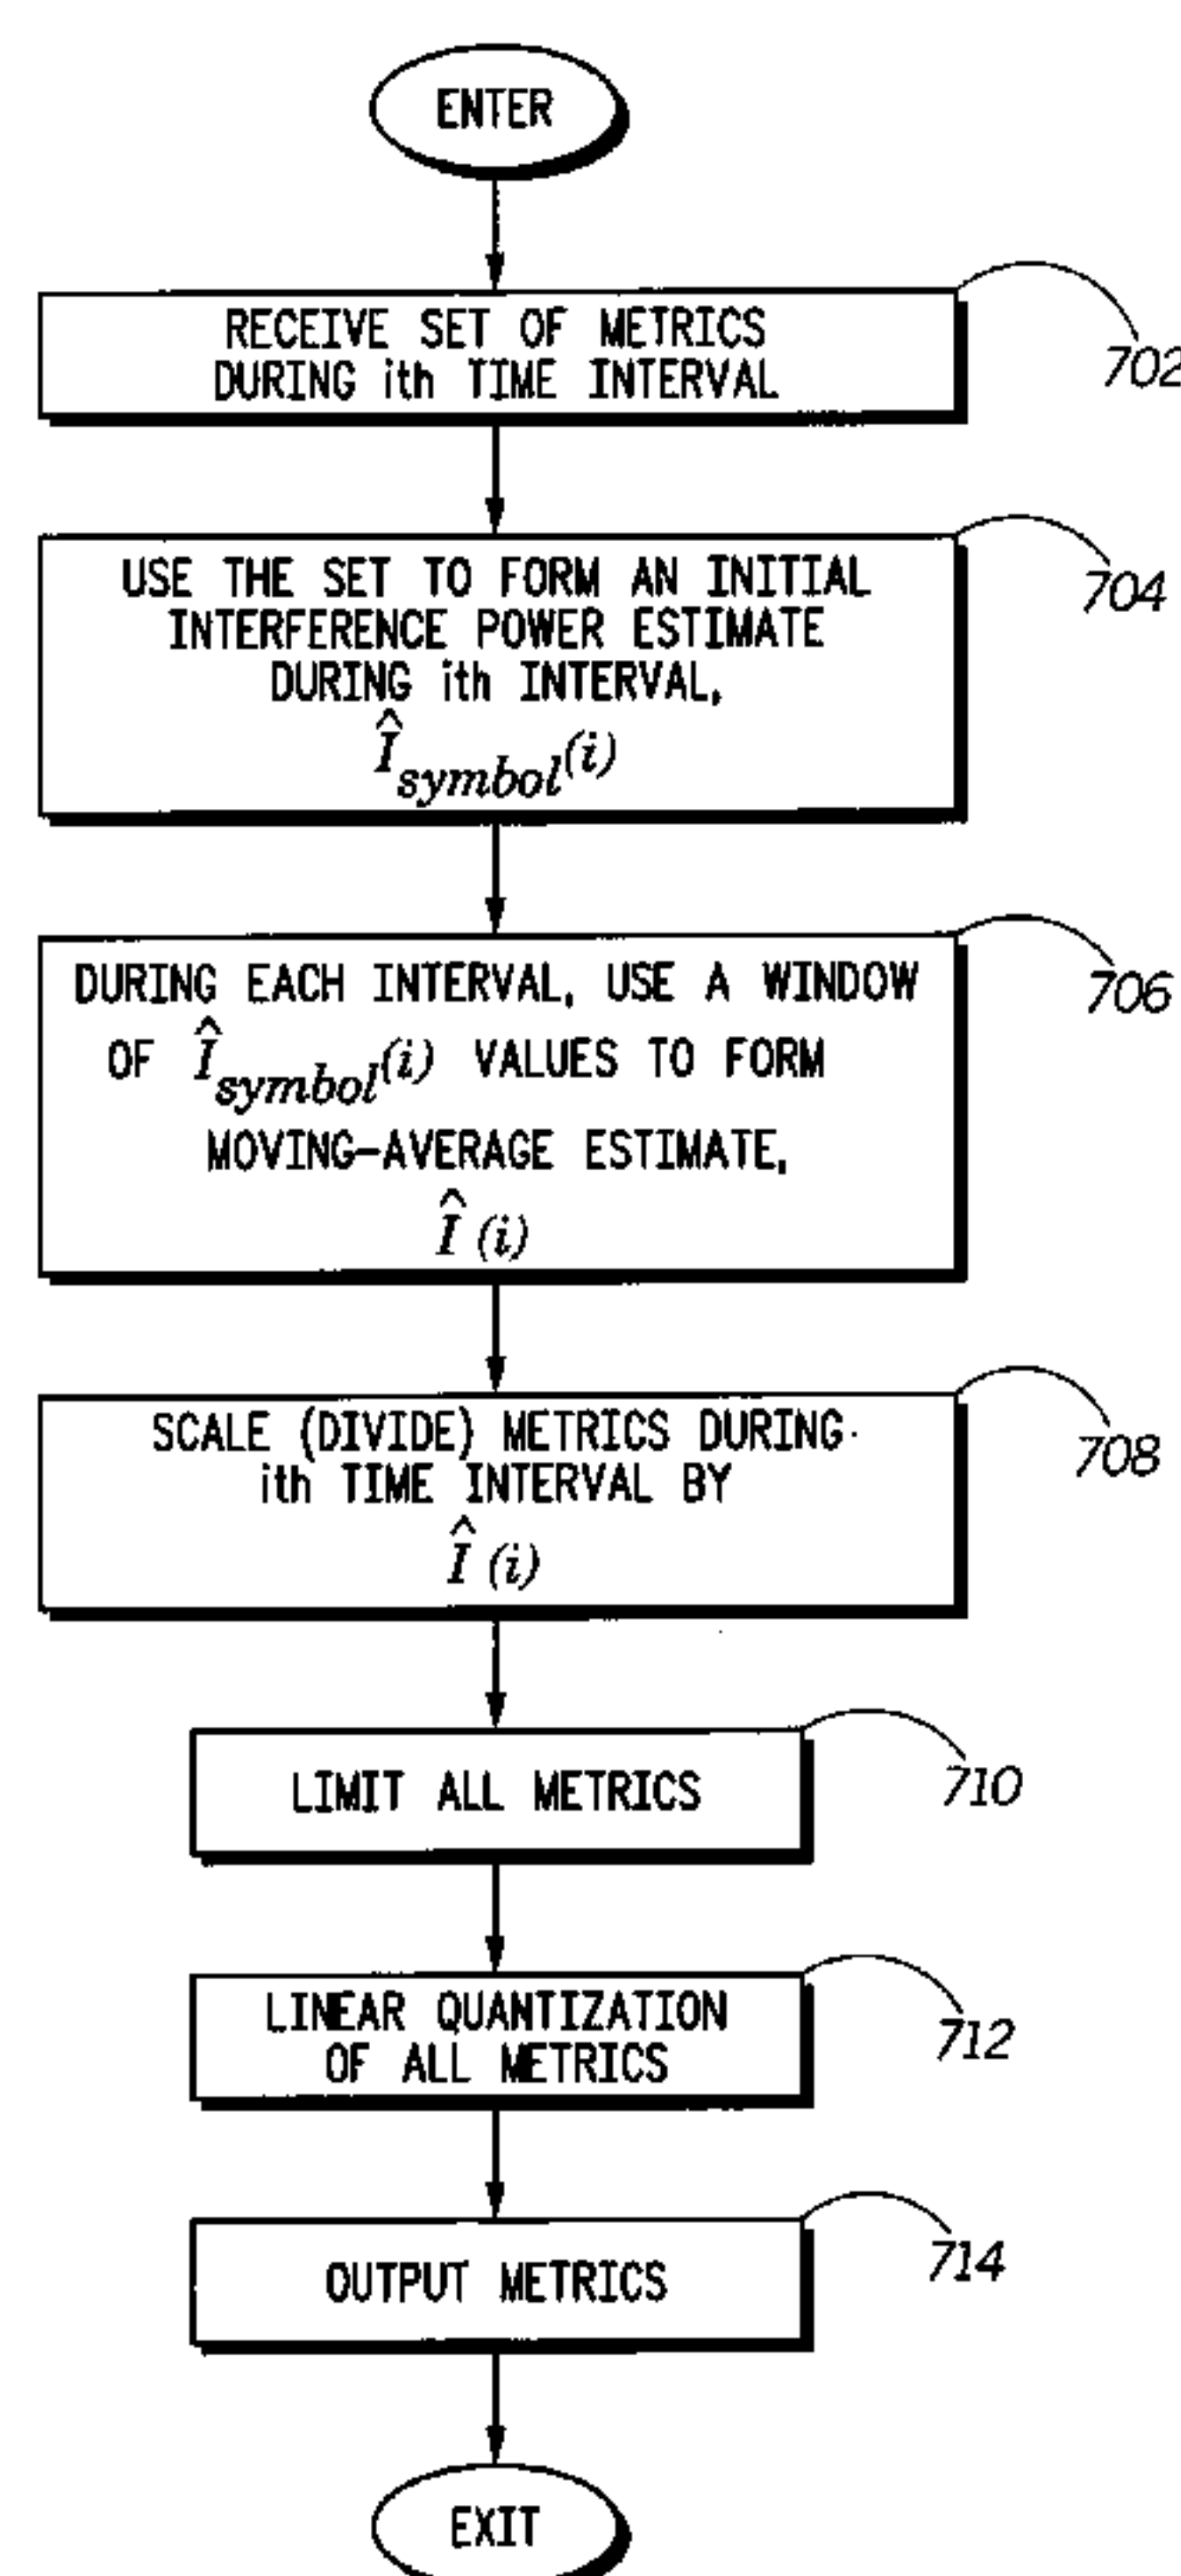 ENTER
RECEIVE SET OF METRICS
DURING ith TIME INTERVAL
702
USE THE SET TO FORM AN INITIAL
INTERFERENCE POWER ESTIMATE
DURING ith INTERVAL,
Î_symbol(i)
704
DURING EACH INTERVAL, USE A WINDOW
OF Î_symbol(i) VALUES TO FORM
MOVING-AVERAGE ESTIMATE,
Î (i)
706
SCALE (DIVIDE) METRICS DURING
ith TIME INTERVAL BY
Î (i)
708
LIMIT ALL METRICS
710
LINEAR QUANTIZATION
OF ALL METRICS
712
OUTPUT METRICS
714
EXIT